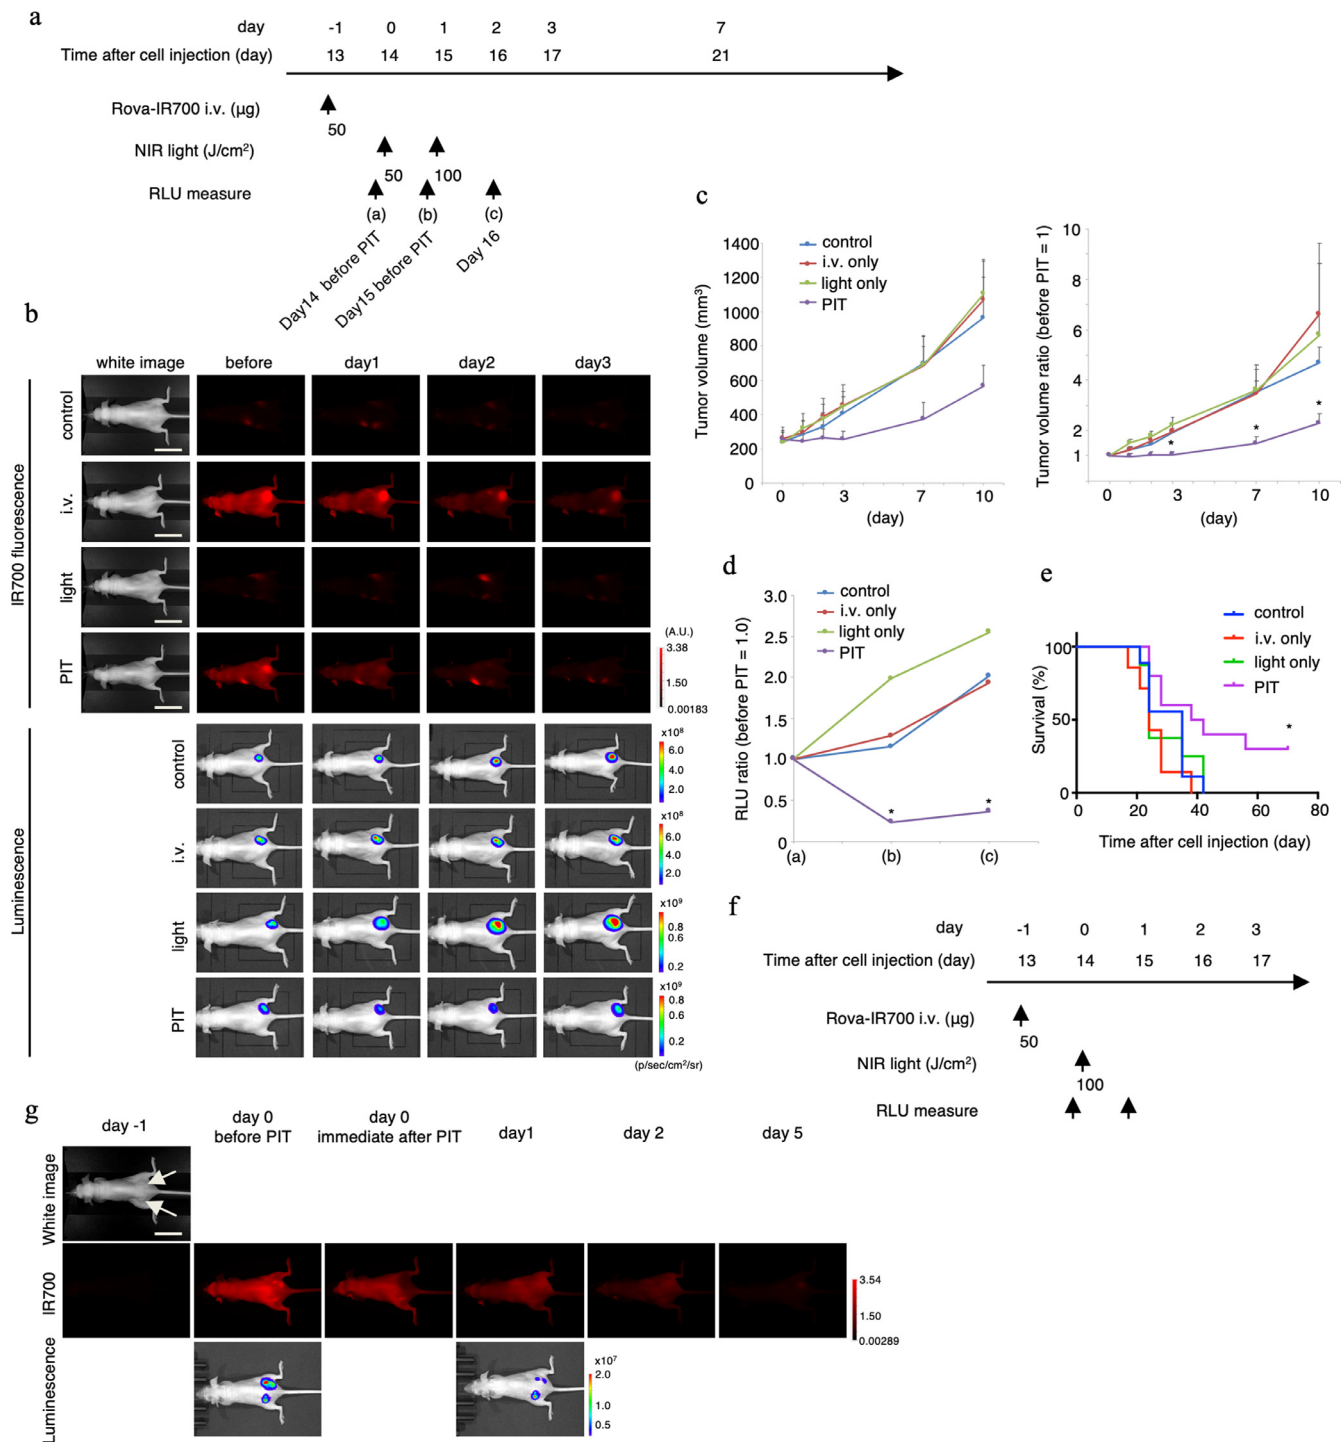 a
day -1 0 1 2 3 7
Time after cell injection (day) 13 14 15 16 17 21
Rova-IR700 i.v. (µg)
50
NIR light (J/cm²)
50 100
RLU measure
(a) (b) (c)
Day14 before PIT
Day15 before PIT
Day 16
b
white image before day1 day2 day3
IR700 fluorescence
control
i.v.
light
PIT
(A.U.)
3.38
1.50
0.00183
Luminescence
control
x10⁸
6.0
4.0
2.0
i.v.
x10⁸
6.0
4.0
2.0
light
x10⁹
0.8
0.6
0.2
PIT
x10⁹
0.8
0.6
0.2
(p/sec/cm²/sr)
c
Tumor volume (mm³)
1400
1200
1000
800
600
400
200
0
0 3 7 10
(day)
control
i.v. only
light only
PIT
Tumor volume ratio (before PIT = 1)
10
8
6
4
2
1
* * *
0 3 7 10
(day)
d
RLU ratio (before PIT = 1.0)
3.0
2.5
2.0
1.5
1.0
0.5
0
control
i.v. only
light only
PIT
* *
(a) (b) (c)
e
control
i.v. only
light only
PIT
Survival (%)
100
50
0
*
0 20 40 60 80
Time after cell injection (day)
f
day -1 0 1 2 3
Time after cell injection (day) 13 14 15 16 17
Rova-IR700 i.v. (µg)
50
NIR light (J/cm²)
100
RLU measure
g
day -1
day 0
before PIT
day 0
immediate after PIT
day1
day 2
day 5
White image
IR700
3.54
1.50
0.00289
Luminescence
x10⁷
2.0
1.0
0.5